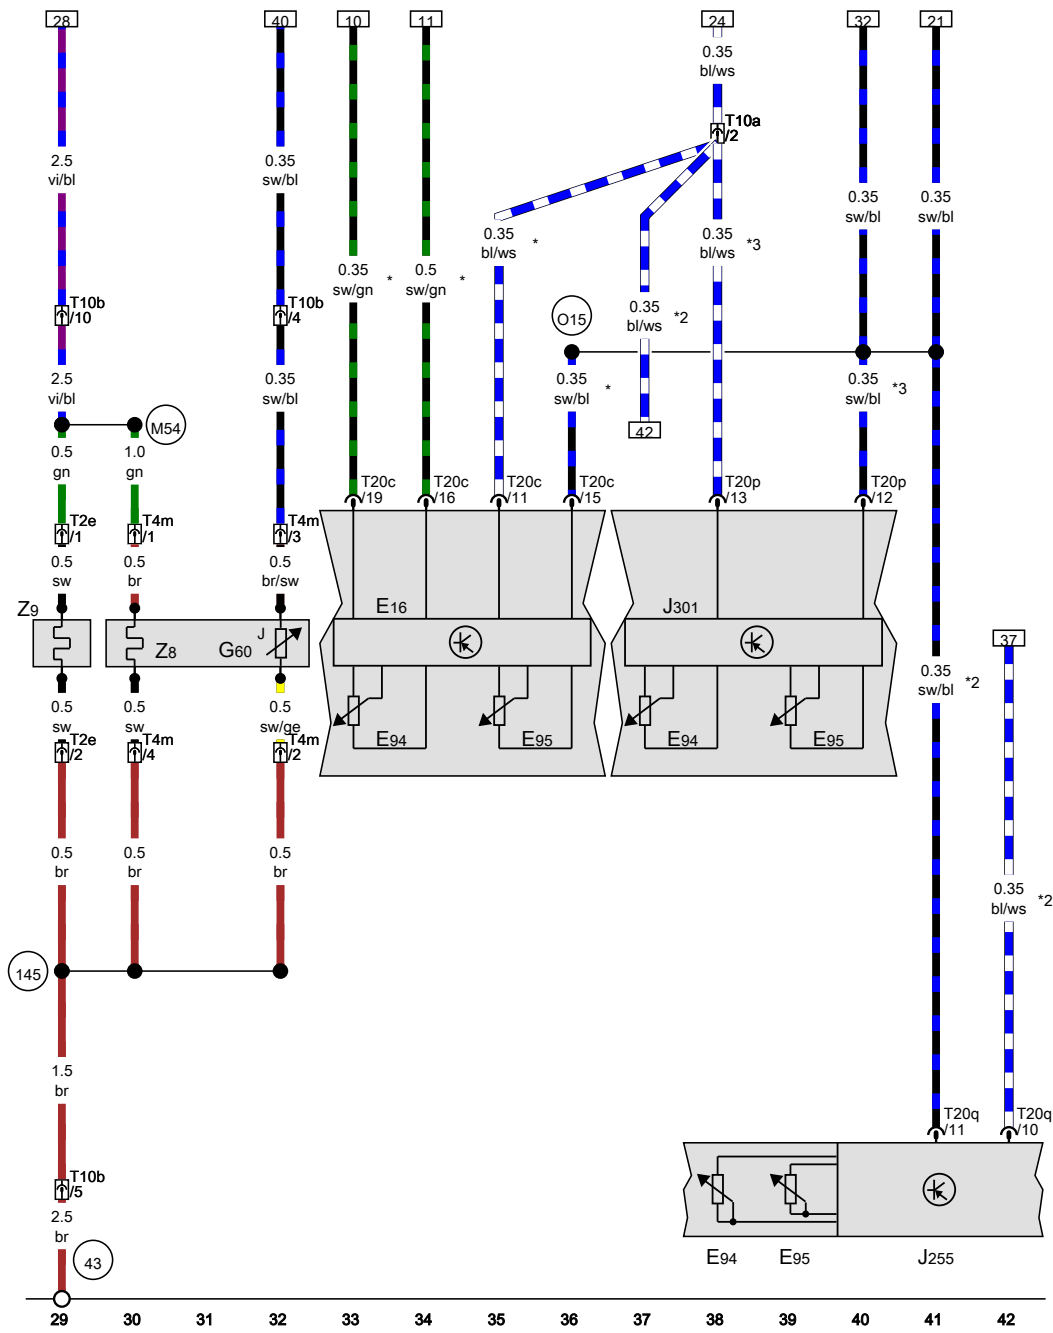 28
40
10
11
24
32
21
0.35
bl/ws
T10a
/2
2.5
vi/bl
0.35
sw/bl
0.35
sw/bl
0.35
sw/bl
0.35
bl/ws
*
0.35
bl/ws
*3
0.35
sw/gn
*
0.5
sw/gn
*
T10b
/10
T10b
/4
O15
0.35
bl/ws
*2
2.5
vi/bl
0.35
sw/bl
0.35
sw/bl
*
0.35
sw/bl
*3
M54
42
0.5
gn
1.0
gn
T20c
/19
T20c
/16
T20c
/11
T20c
/15
T20p
/13
T20p
/12
T2e
/1
T4m
/1
T4m
/3
0.5
sw
0.5
br
0.5
br/sw
Z9
Z8
G60
J
E16
J301
37
0.35
sw/bl
*2
0.5
sw
0.5
sw
0.5
sw/ge
E94
E95
E94
E95
T2e
/2
T4m
/4
T4m
/2
0.5
br
0.5
br
0.5
br
0.35
bl/ws
*2
145
1.5
br
T20q
/11
T20q
/10
T10b
/5
2.5
br
43
E94
E95
J255
29 30 31 32 33 34 35 36 37 38 39 40 41 42